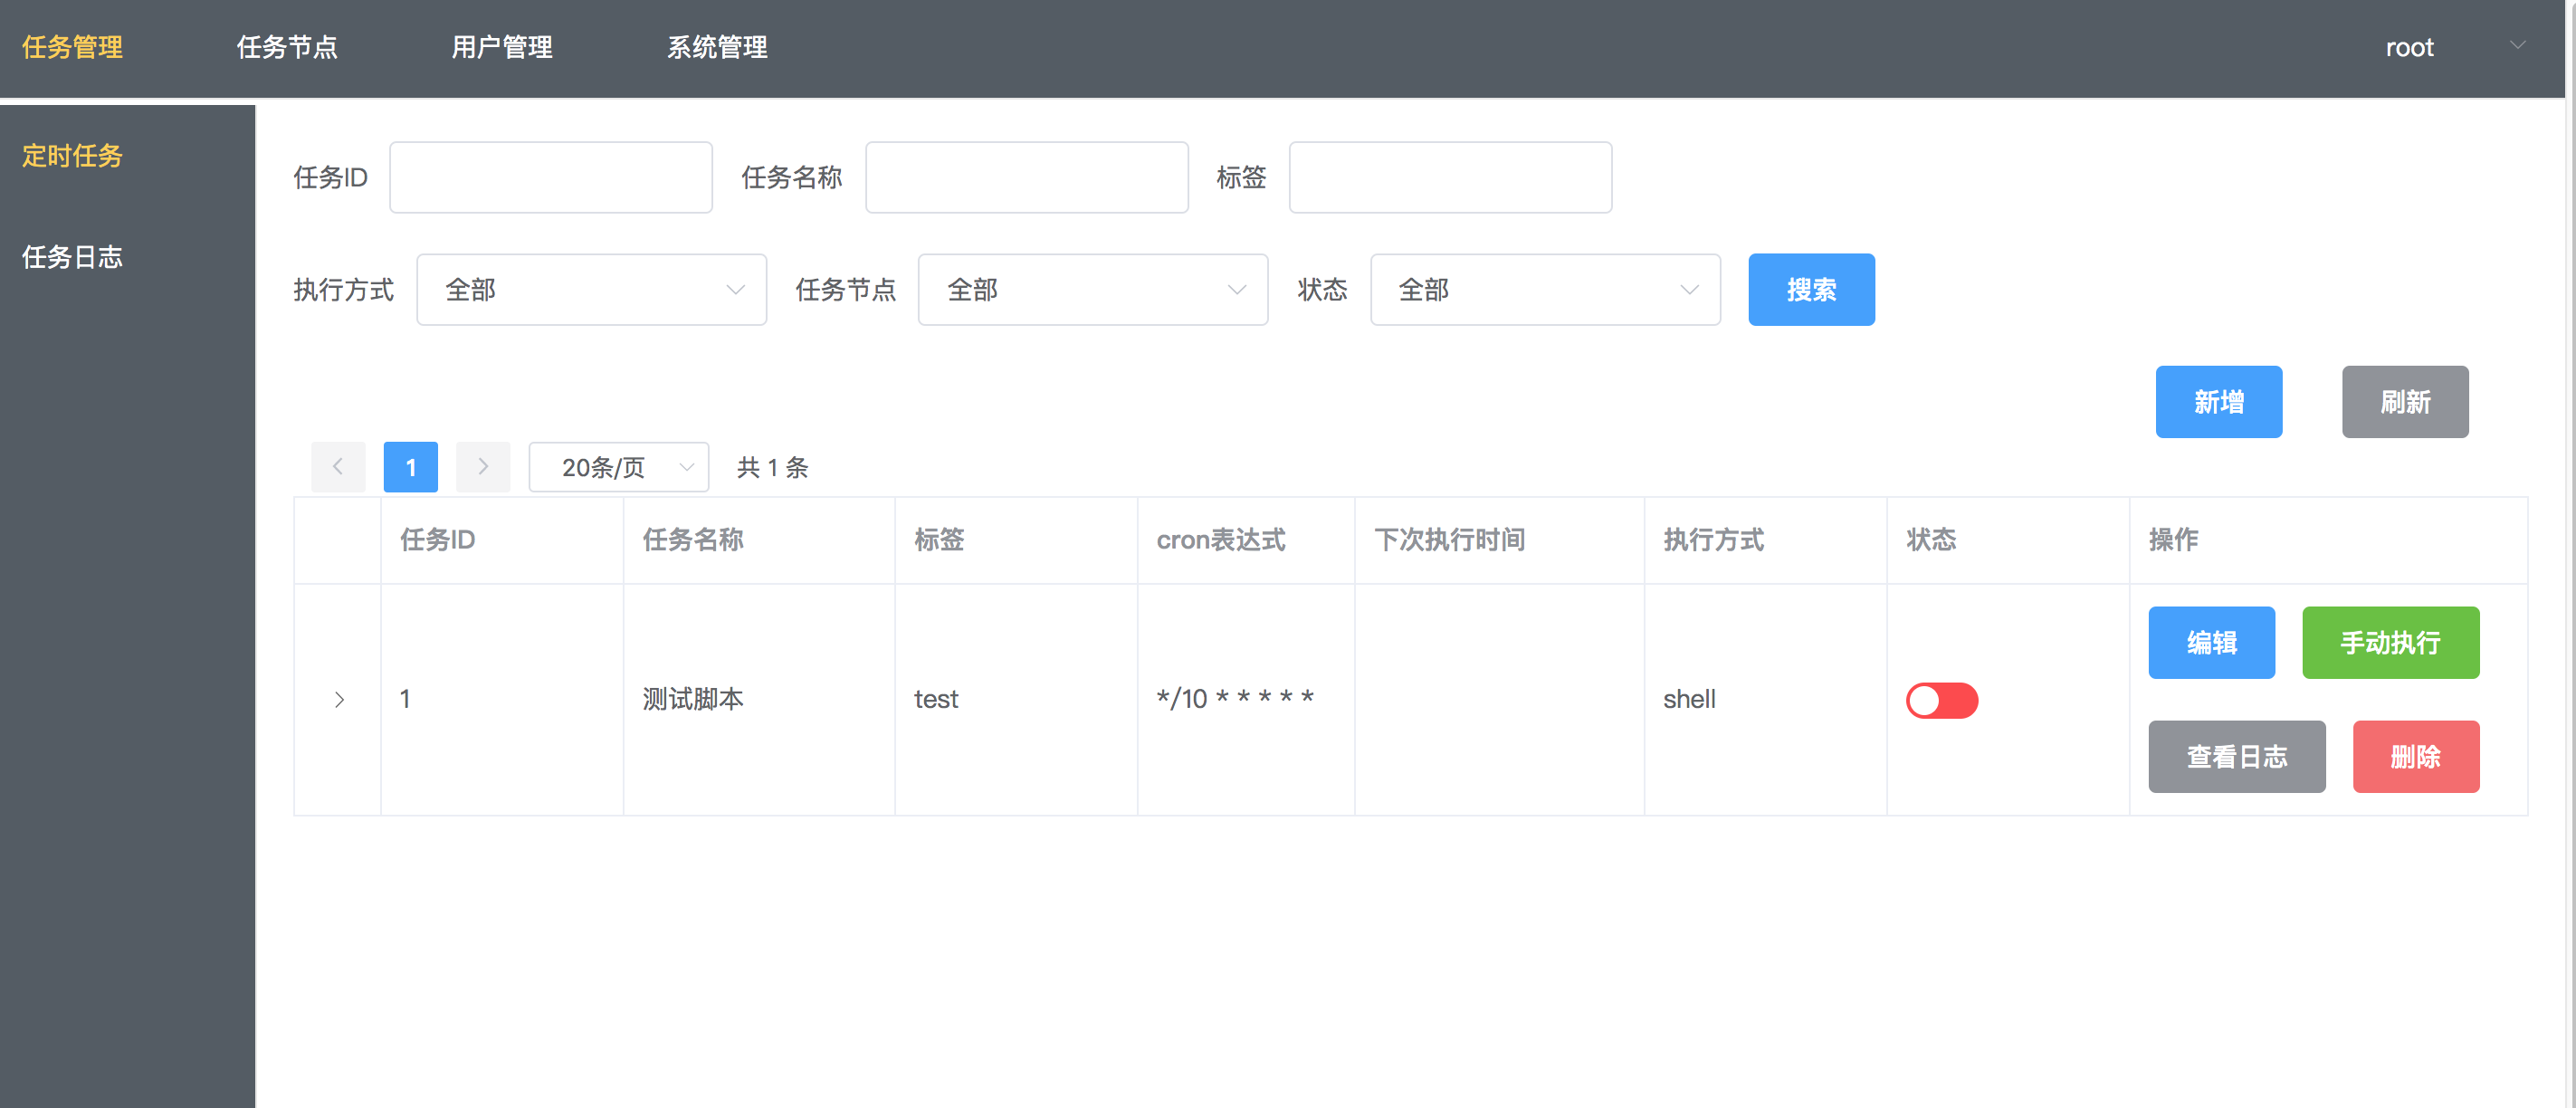 任务管理 任务节点 用户管理 系统管理 root
定时任务
任务日志
任务ID 任务名称 标签
执行方式 全部 任务节点 全部 状态 全部 搜索
新增 刷新
1 20条/页 共 1 条
任务ID 任务名称 标签 cron表达式 下次执行时间 执行方式 状态 操作
1 测试脚本 test */10 * * * * * shell 编辑 手动执行
查看日志 删除